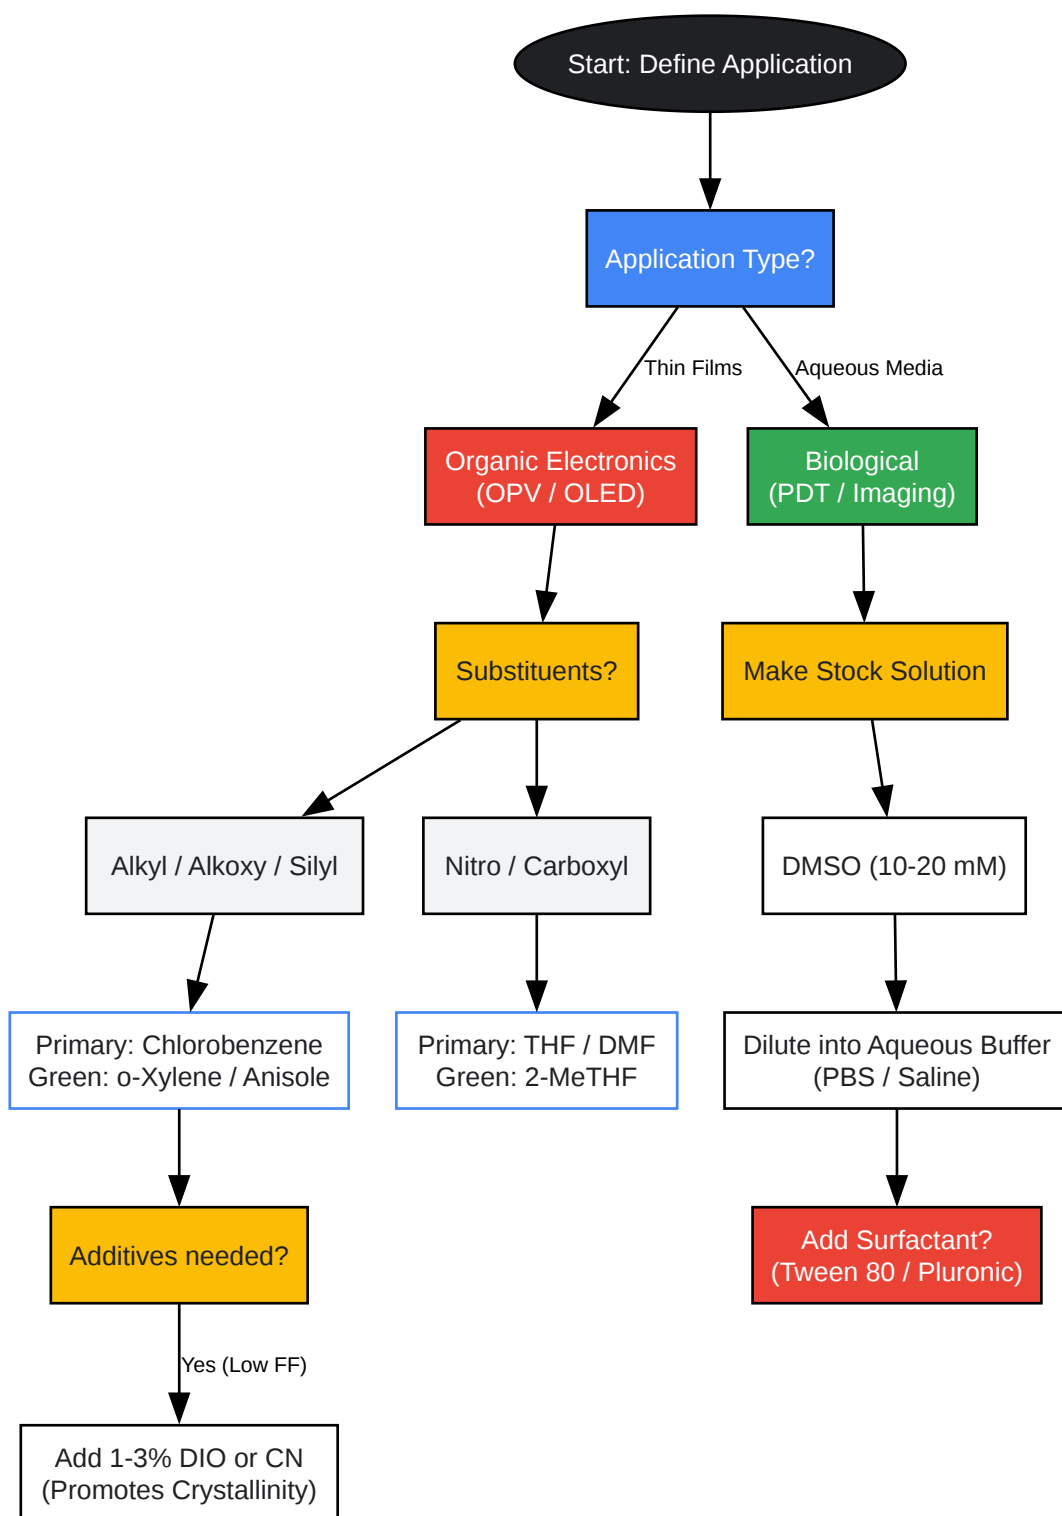 Start: Define Application
Application Type?
Thin Films
Aqueous Media
Organic Electronics
(OPV / OLED)
Biological
(PDT / Imaging)
Substituents?
Make Stock Solution
Alkyl / Alkoxy / Silyl
Nitro / Carboxyl
DMSO (10-20 mM)
Primary: Chlorobenzene
Green: o-Xylene / Anisole
Primary: THF / DMF
Green: 2-MeTHF
Dilute into Aqueous Buffer
(PBS / Saline)
Additives needed?
Add Surfactant?
(Tween 80 / Pluronic)
Yes (Low FF)
Add 1-3% DIO or CN
(Promotes Crystallinity)